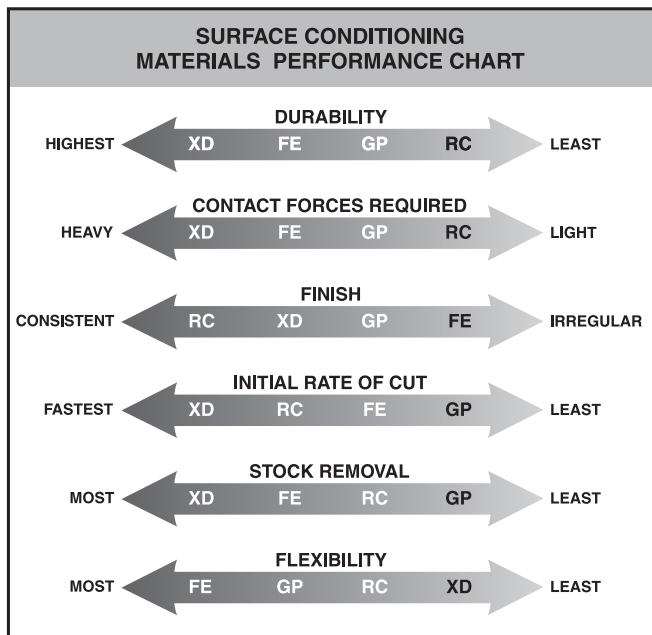 SURFACE CONDITIONING
MATERIALS PERFORMANCE CHART
DURABILITY
HIGHEST XD FE GP RC LEAST
CONTACT FORCES REQUIRED
HEAVY XD FE GP RC LIGHT
FINISH
CONSISTENT RC XD GP FE IRREGULAR
INITIAL RATE OF CUT
FASTEST XD RC FE GP LEAST
STOCK REMOVAL
MOST XD FE RC GP LEAST
FLEXIBILITY
MOST FE GP RC XD LEAST